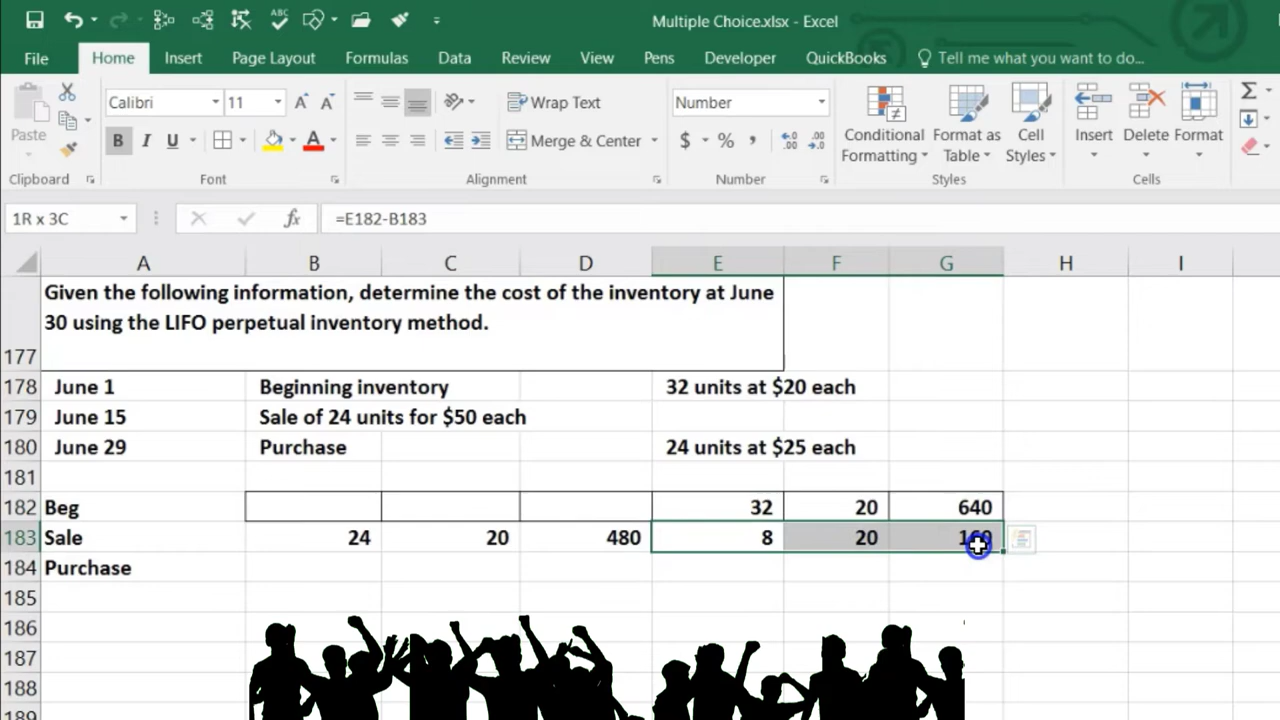 Multiple Choice.xlsx - Excel
File Home Insert Page Layout Formulas Data Review View Pens Developer QuickBooks Tell me what you want to do...
Paste
Calibri 11 A A
B I U A
Wrap Text
Merge & Center
Number
$ % ,
Conditional Formatting
Format as Table
Cell Styles
Insert Delete Format
Clipboard Font Alignment Number Styles Cells
1R x 3C fx =E182-B183
A B C D E F G H I
Given the following information, determine the cost of the inventory at June
30 using the LIFO perpetual inventory method.
177
178 June 1 Beginning inventory 32 units at $20 each
179 June 15 Sale of 24 units for $50 each
180 June 29 Purchase 24 units at $25 each
181
182 Beg 32 20 640
183 Sale 24 20 480 8 20
184 Purchase
185
186
187
188
189